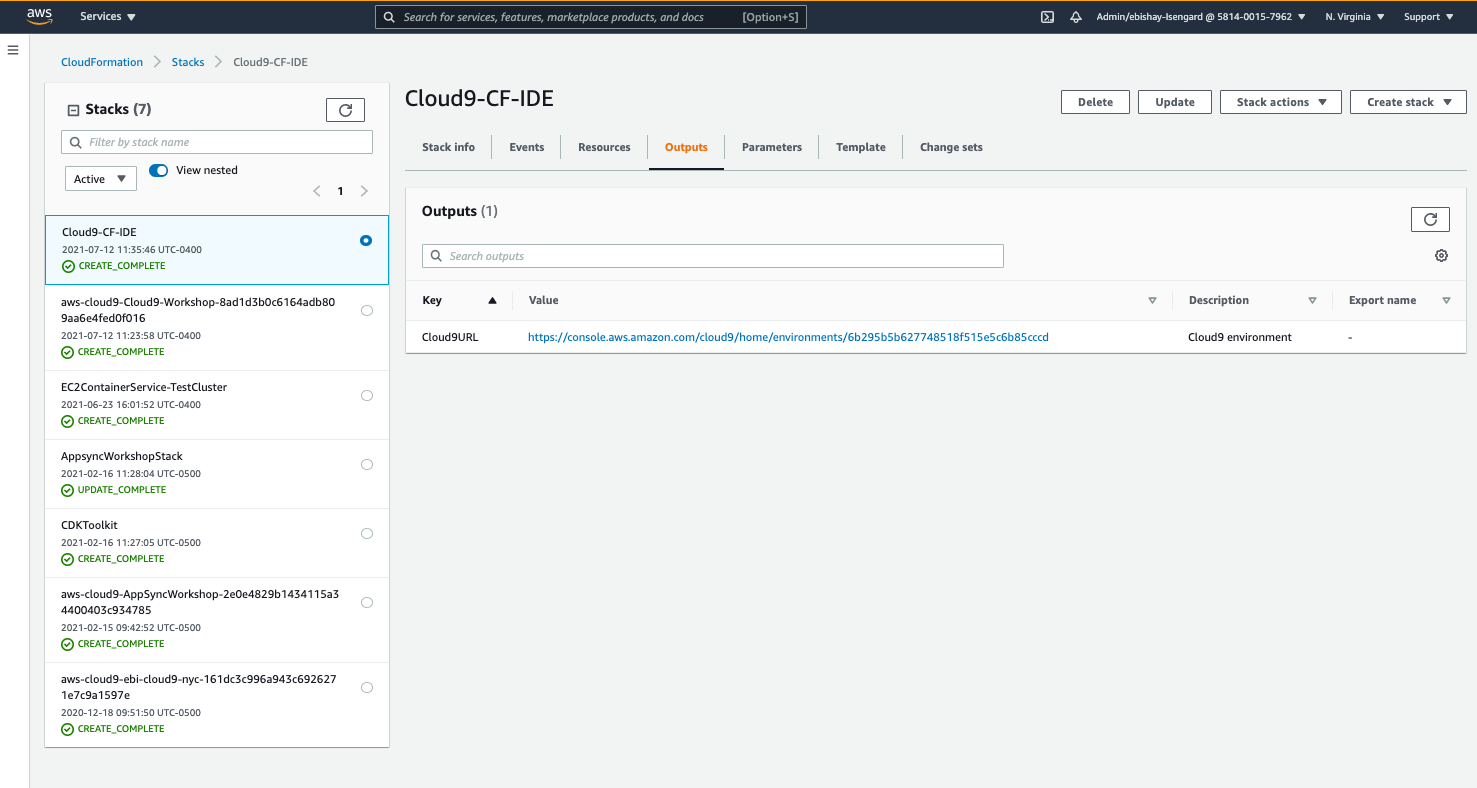 aws
Services
Search for services, features, marketplace products, and docs
[Option+S]
Admin/ebishay-Isengard @ 5814-0015-7962
N. Virginia
Support
CloudFormation
Stacks
Cloud9-CF-IDE
Stacks (7)
Filter by stack name
Active
View nested
1
Cloud9-CF-IDE
2021-07-12 11:35:46 UTC-0400
CREATE_COMPLETE
aws-cloud9-Cloud9-Workshop-8ad1d3b0c6164adb80
9aa6e4fed0f016
2021-07-12 11:23:58 UTC-0400
CREATE_COMPLETE
EC2ContainerService-TestCluster
2021-06-23 16:01:52 UTC-0400
CREATE_COMPLETE
AppsyncWorkshopStack
2021-02-16 11:28:04 UTC-0500
UPDATE_COMPLETE
CDKToolkit
2021-02-16 11:27:05 UTC-0500
CREATE_COMPLETE
aws-cloud9-AppSyncWorkshop-2e0e4829b1434115a3
4400403c934785
2021-02-15 09:42:52 UTC-0500
CREATE_COMPLETE
aws-cloud9-ebi-cloud9-nyc-161dc3c996a943c692627
1e7c9a1597e
2020-12-18 09:51:50 UTC-0500
CREATE_COMPLETE
Cloud9-CF-IDE
Delete
Update
Stack actions
Create stack
Stack info
Events
Resources
Outputs
Parameters
Template
Change sets
Outputs (1)
Search outputs
Key
Value
Description
Export name
Cloud9URL
https://console.aws.amazon.com/cloud9/home/environments/6b295b5b627748518f515e5c6b85cccd
Cloud9 environment
-